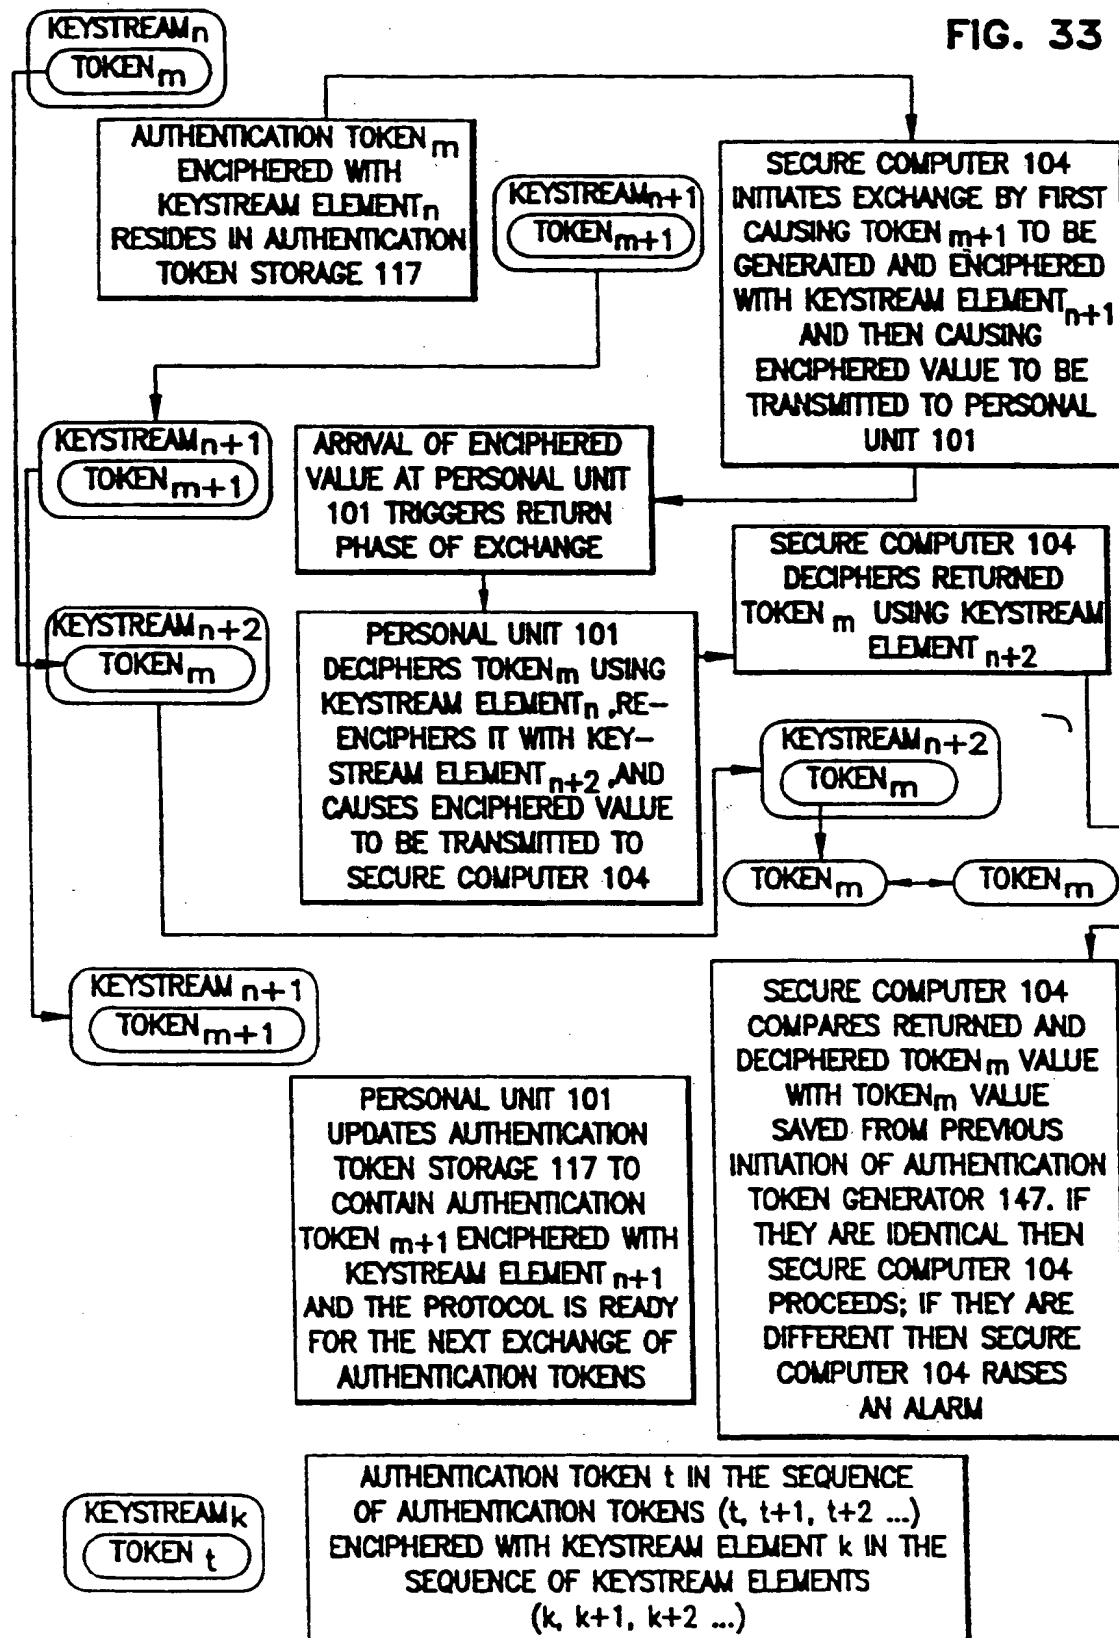 FIG. 33
KEYSTREAMn
TOKENm
AUTHENTICATION TOKENm
ENCIPHERED WITH
KEYSTREAM ELEMENTn
RESIDES IN AUTHENTICATION
TOKEN STORAGE 117
KEYSTREAMn+1
TOKENm+1
SECURE COMPUTER 104
INITIATES EXCHANGE BY FIRST
CAUSING TOKENm+1 TO BE
GENERATED AND ENCIPHERED
WITH KEYSTREAM ELEMENTn+1
AND THEN CAUSING
ENCIPHERED VALUE TO BE
TRANSMITTED TO PERSONAL
UNIT 101
KEYSTREAMn+1
TOKENm+1
ARRIVAL OF ENCIPHERED
VALUE AT PERSONAL UNIT
101 TRIGGERS RETURN
PHASE OF EXCHANGE
KEYSTREAMn+2
TOKENm
PERSONAL UNIT 101
DECIPHERS TOKENm USING
KEYSTREAM ELEMENTn,RE-
ENCIPHERS IT WITH KEY-
STREAM ELEMENTn+2,AND
CAUSES ENCIPHERED VALUE
TO BE TRANSMITTED TO
SECURE COMPUTER 104
SECURE COMPUTER 104
DECIPHERS RETURNED
TOKENm USING KEYSTREAM
ELEMENTn+2
KEYSTREAMn+2
TOKENm
TOKENm
TOKENm
KEYSTREAMn+1
TOKENm+1
PERSONAL UNIT 101
UPDATES AUTHENTICATION
TOKEN STORAGE 117 TO
CONTAIN AUTHENTICATION
TOKENm+1 ENCIPHERED WITH
KEYSTREAM ELEMENTn+1
AND THE PROTOCOL IS READY
FOR THE NEXT EXCHANGE OF
AUTHENTICATION TOKENS
SECURE COMPUTER 104
COMPARES RETURNED AND
DECIPHERED TOKENm VALUE
WITH TOKENm VALUE
SAVED FROM PREVIOUS
INITIATION OF AUTHENTICATION
TOKEN GENERATOR 147. IF
THEY ARE IDENTICAL THEN
SECURE COMPUTER 104
PROCEEDS; IF THEY ARE
DIFFERENT THEN SECURE
COMPUTER 104 RAISES
AN ALARM
KEYSTREAMk
TOKEN t
AUTHENTICATION TOKEN t IN THE SEQUENCE
OF AUTHENTICATION TOKENS (t, t+1, t+2 ...)
ENCIPHERED WITH KEYSTREAM ELEMENT k IN THE
SEQUENCE OF KEYSTREAM ELEMENTS
(k, k+1, k+2 ...)